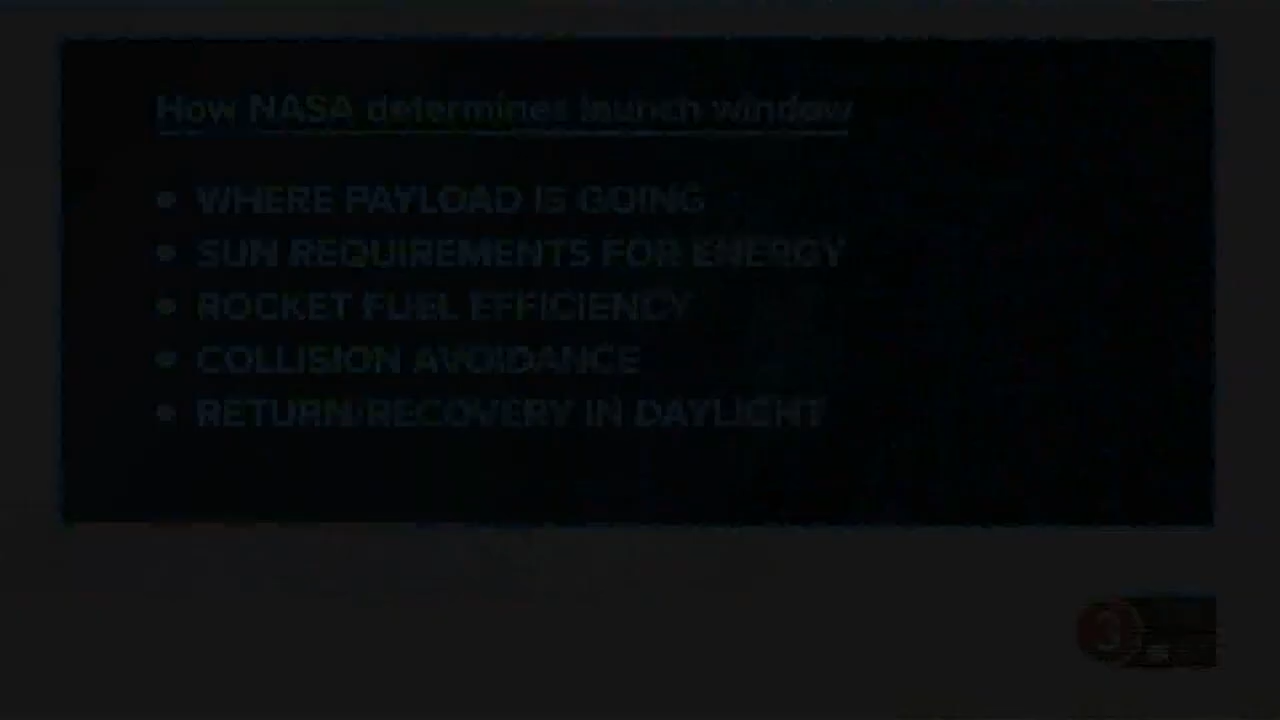 How NASA determines launch window
• WHERE PAYLOAD IS GOING
• SUN REQUIREMENTS FOR ENERGY
• ROCKET FUEL EFFICIENCY
• COLLISION AVOIDANCE
• RETURN/RECOVERY IN DAYLIGHT
3